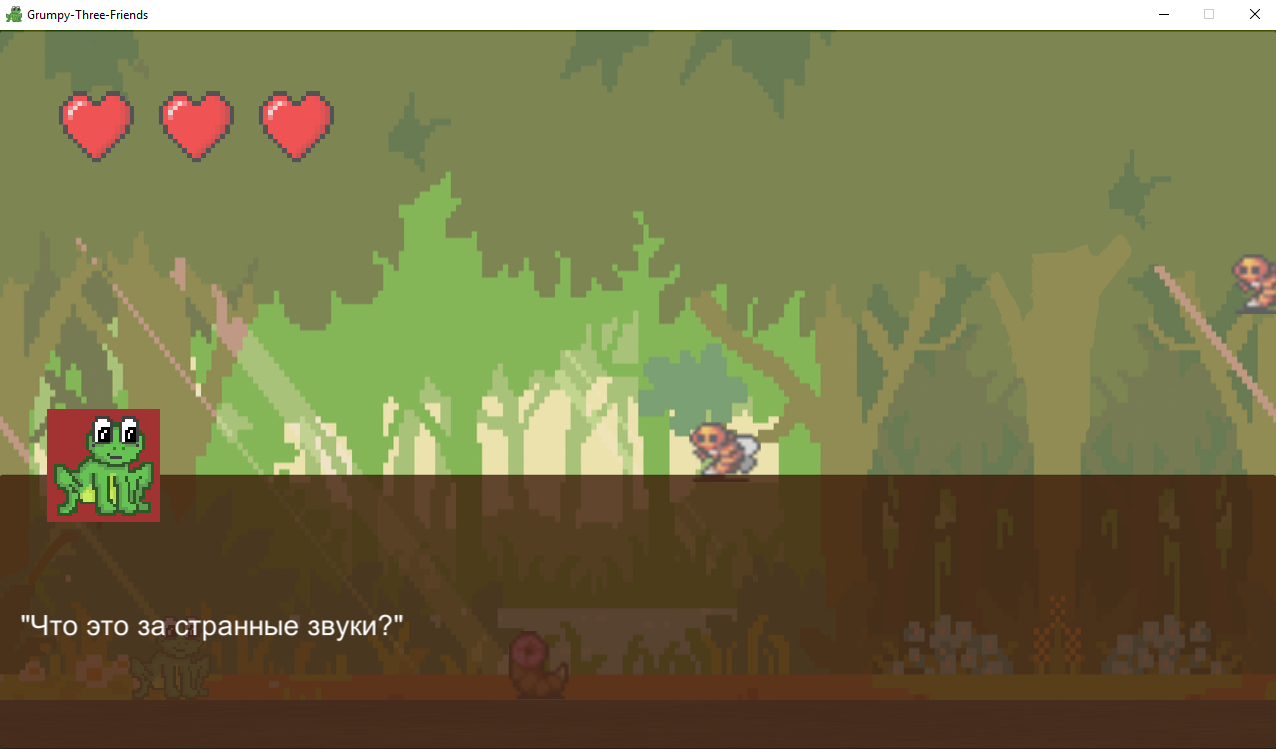 Grumpy-Three-Friends
"Что это за странные звуки?"